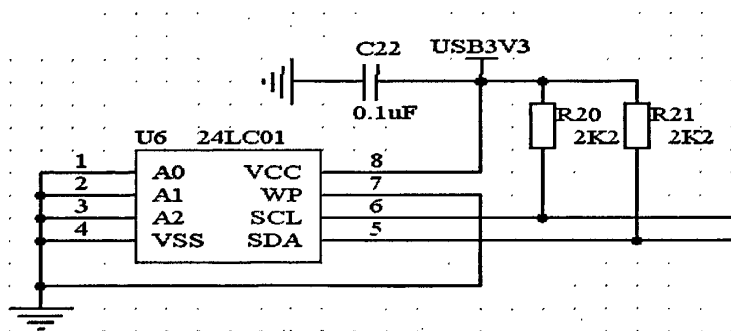 C22 USB3V3
0.1uF
R20 R21
2K2 2K2
U6 24LC01
1 A0 VCC 8
2 A1 WP 7
3 A2 SCL 6
4 VSS SDA 5